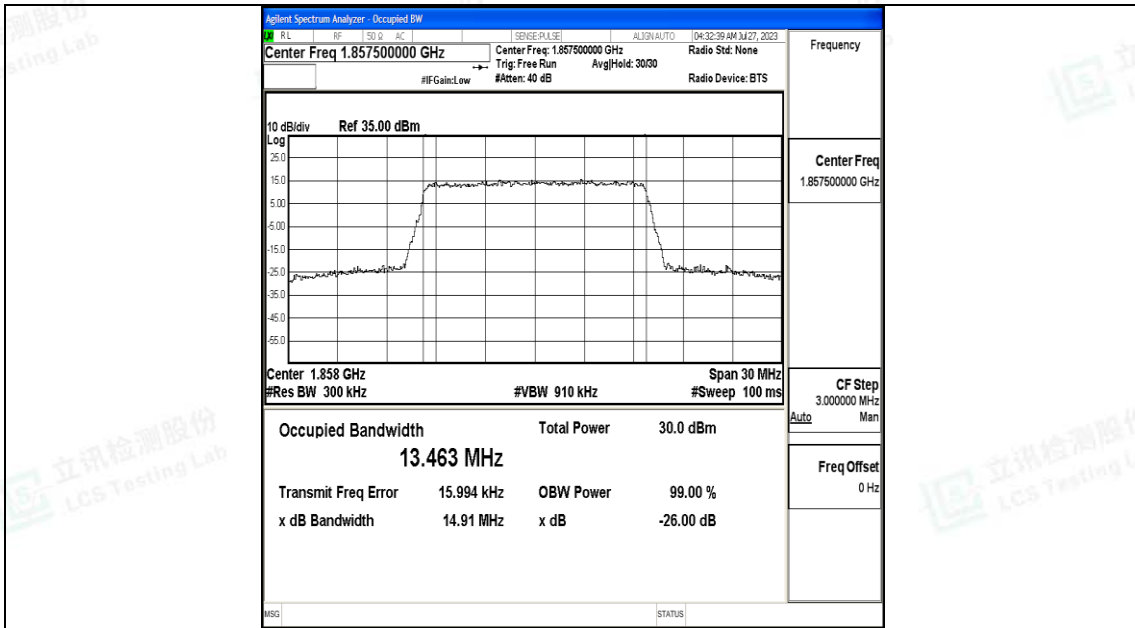 Agilent Spectrum Analyzer - Occupied BW
RL RF 50 Ω AC SENSE:PULSE ALIGN AUTO 04:32:39 AM Jul 27, 2023
Center Freq 1.857500000 GHz
Center Freq: 1.857500000 GHz
Radio Std: None
Trig: Free Run Avg|Hold: 30/30
#IFGain:Low
#Atten: 40 dB
Radio Device: BTS
10 dB/div Ref 35.00 dBm
Log
25.0
15.0
5.00
-5.00
-15.0
-25.0
-35.0
-45.0
-55.0
Center 1.858 GHz Span 30 MHz
#Res BW 300 kHz #VBW 910 kHz #Sweep 100 ms
Occupied Bandwidth Total Power 30.0 dBm
13.463 MHz
Transmit Freq Error 15.994 kHz OBW Power 99.00 %
x dB Bandwidth 14.91 MHz x dB -26.00 dB
MSG STATUS
Frequency
Center Freq
1.857500000 GHz
CF Step
3.000000 MHz
Auto Man
Freq Offset
0 Hz
立讯检测股份
LCS Testing Lab